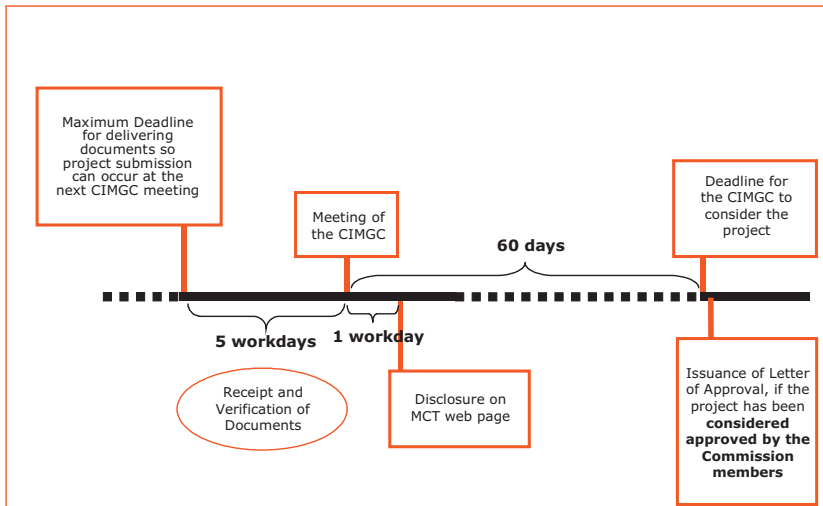 Maximum Deadline
for delivering
documents so
project submission
can occur at the
next CIMGC meeting
Meeting of
the CIMGC
60 days
Deadline for
the CIMGC to
consider the
project
5 workdays
1 workday
Receipt and
Verification of
Documents
Disclosure on
MCT web page
Issuance of Letter
of Approval, if the
project has been
considered
approved by the
Commission
members